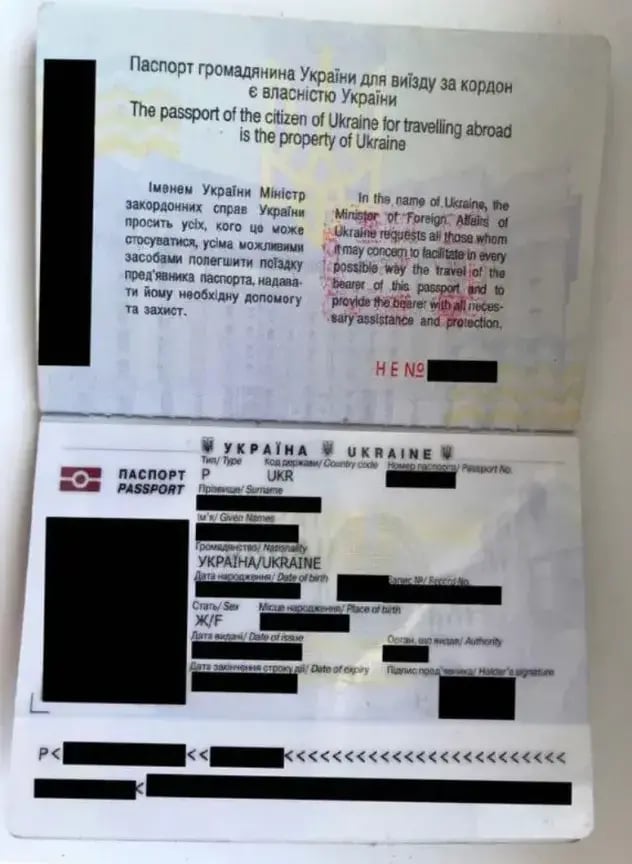 Паспорт громадянина України для виїзду за кордон
є власністю України
The passport of the citizen of Ukraine for travelling abroad
is the property of Ukraine
Іменем України Міністр
закордонних справ України
просить усіх, кого це може
стосуватися, усіма можливими
засобами полегшити поїздку
пред'явника паспорта, надава-
ти йому необхідну допомогу
та захист.
In the name of Ukraine, the
Minister of Foreign Affairs of
Ukraine requests all those whom
it may concern to facilitate in every
possible way the travel of the
bearer of this passport and to
provide the bearer with all neces-
sary assistance and protection.
НЕ №
УКРАЇНА UKRAINE
ПАСПОРТ
PASSPORT
Тип/ Type
Код держави/ Country code
Номер паспорта/ Passport No.
P
UKR
Прізвище/ Surname
Ім'я/ Given Names
Громадянство/ Nationality
УКРАЇНА/UKRAINE
Дата народження/ Date of birth
Запис №/ Record No.
Стать/ Sex
Місце народження/ Place of birth
Ж/F
Дата видачі/ Date of issue
Орган, що видав/ Authority
Дата закінчення строку дії/ Date of expiry
Підпис пред'явника/ Holder's signature
P< << <<<<<<<<<<<<<<<<<<<<<<<<
<